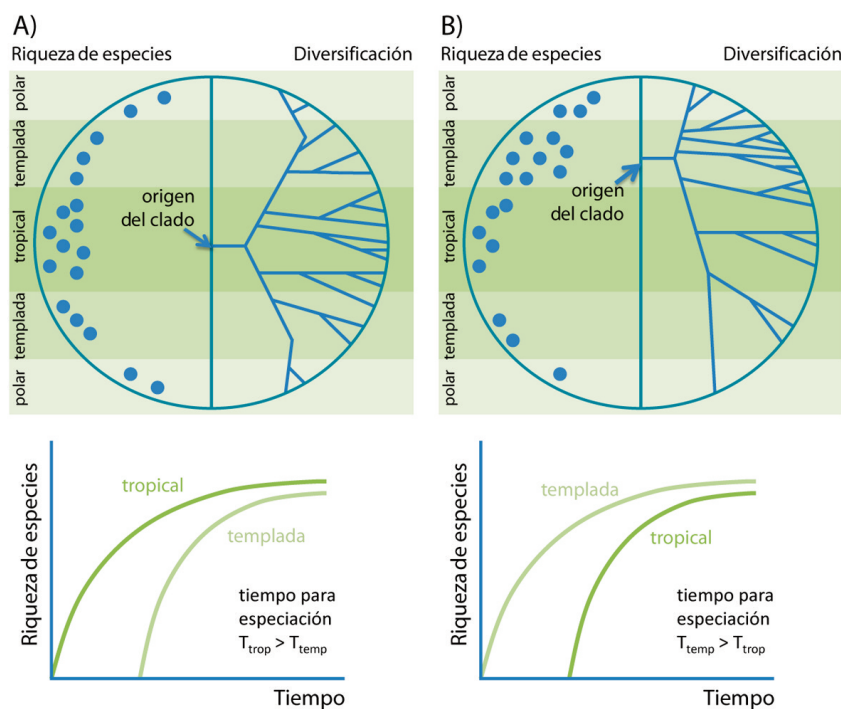 A)
Riqueza de especies
Diversificación
polar
templada
tropical
templada
polar
origen
del clado
B)
Riqueza de especies
Diversificación
polar
templada
tropical
templada
polar
origen
del clado
Riqueza de especies
tropical
templada
tiempo para
especiación
Ttrop > Ttemp
Tiempo
Riqueza de especies
templada
tropical
tiempo para
especiación
Ttemp > Ttrop
Tiempo